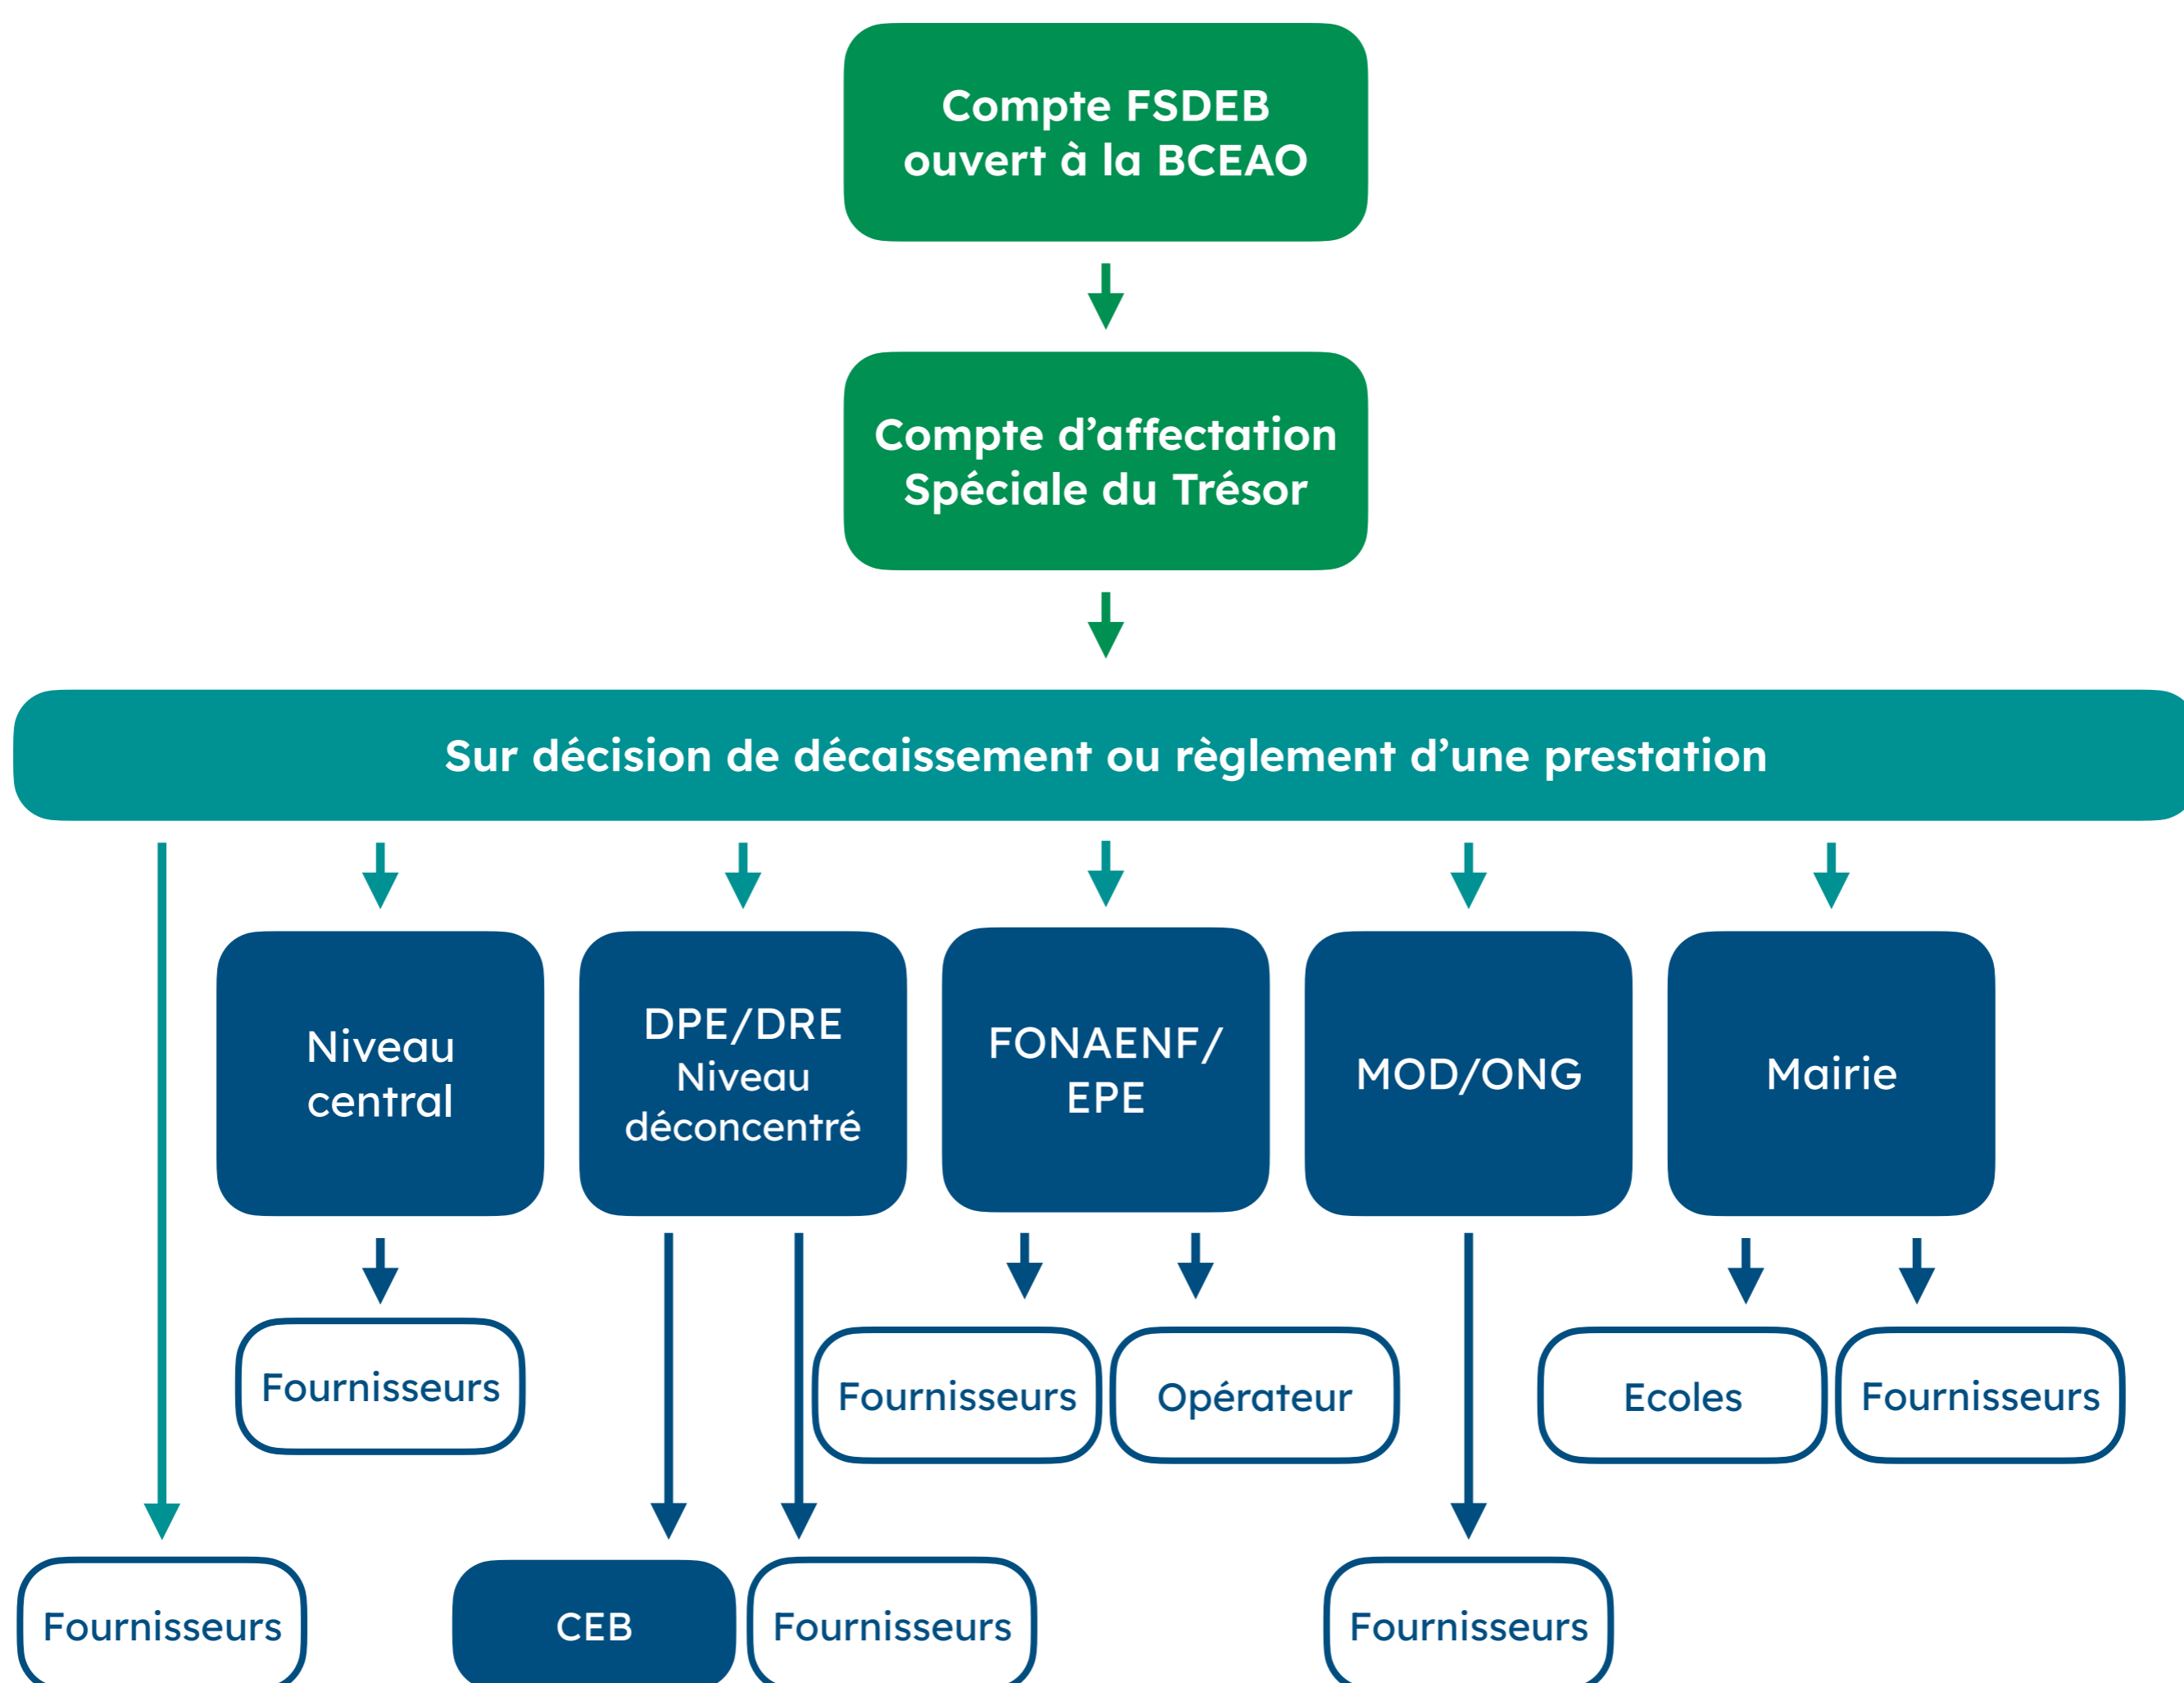 Compte FSDEB
ouvert à la BCEAO
Compte d’affectation
Spéciale du Trésor
Sur décision de décaissement ou règlement d’une prestation
Niveau
central
DPE/DRE
Niveau
déconcentré
FONAENF/
EPE
MOD/ONG
Mairie
Fournisseurs
Fournisseurs
Opérateur
Ecoles
Fournisseurs
Fournisseurs
CEB
Fournisseurs
Fournisseurs